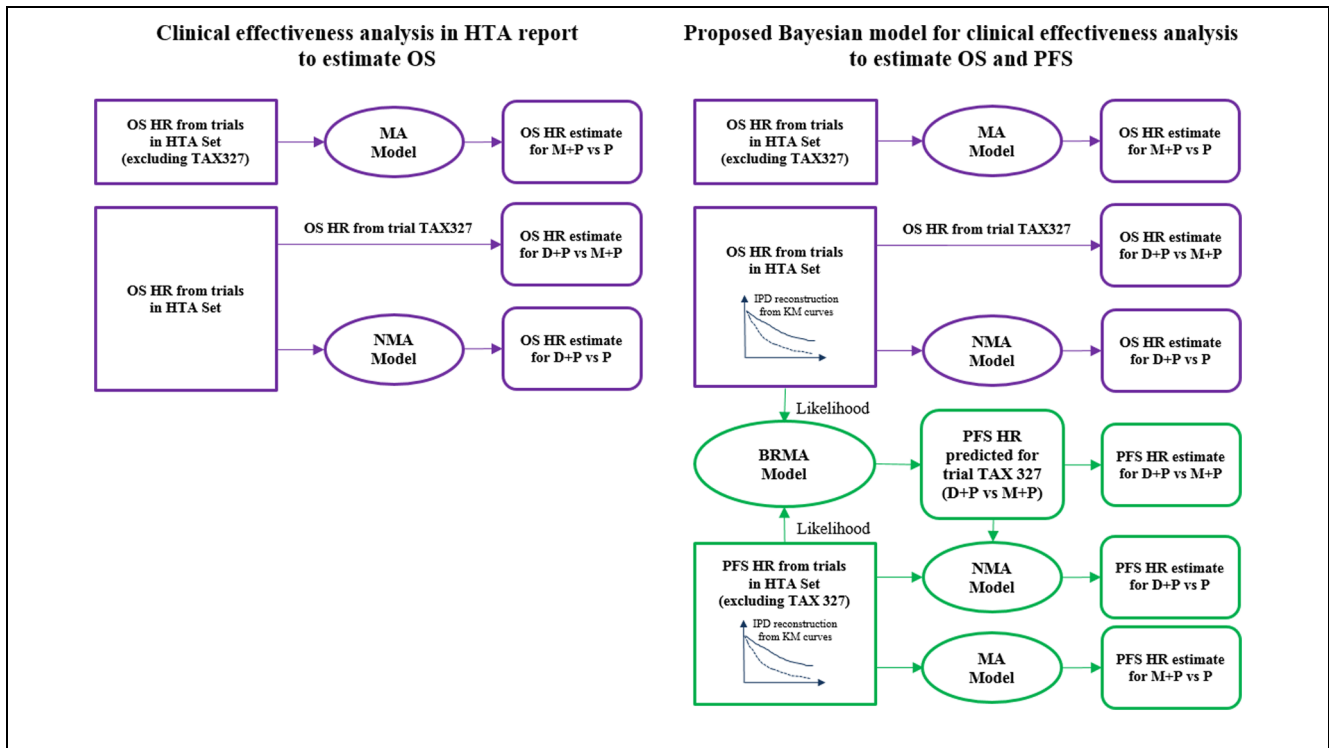 Clinical effectiveness analysis in HTA report
to estimate OS
OS HR from trials
in HTA Set
(excluding TAX327)
MA
Model
OS HR estimate
for M+P vs P
OS HR from trials
in HTA Set
OS HR from trial TAX327
OS HR estimate
for D+P vs M+P
NMA
Model
OS HR estimate
for D+P vs P
Proposed Bayesian model for clinical effectiveness analysis
to estimate OS and PFS
OS HR from trials
in HTA Set
(excluding TAX327)
MA
Model
OS HR estimate
for M+P vs P
OS HR from trials
in HTA Set
IPD reconstruction
from KM curves
OS HR from trial TAX327
OS HR estimate
for D+P vs M+P
NMA
Model
OS HR estimate
for D+P vs P
Likelihood
BRMA
Model
PFS HR
predicted for
trial TAX 327
(D+P vs M+P)
PFS HR estimate
for D+P vs M+P
Likelihood
PFS HR from trials
in HTA Set
(excluding TAX 327)
IPD reconstruction
from KM curves
NMA
Model
PFS HR estimate
for D+P vs P
MA
Model
PFS HR estimate
for M+P vs P